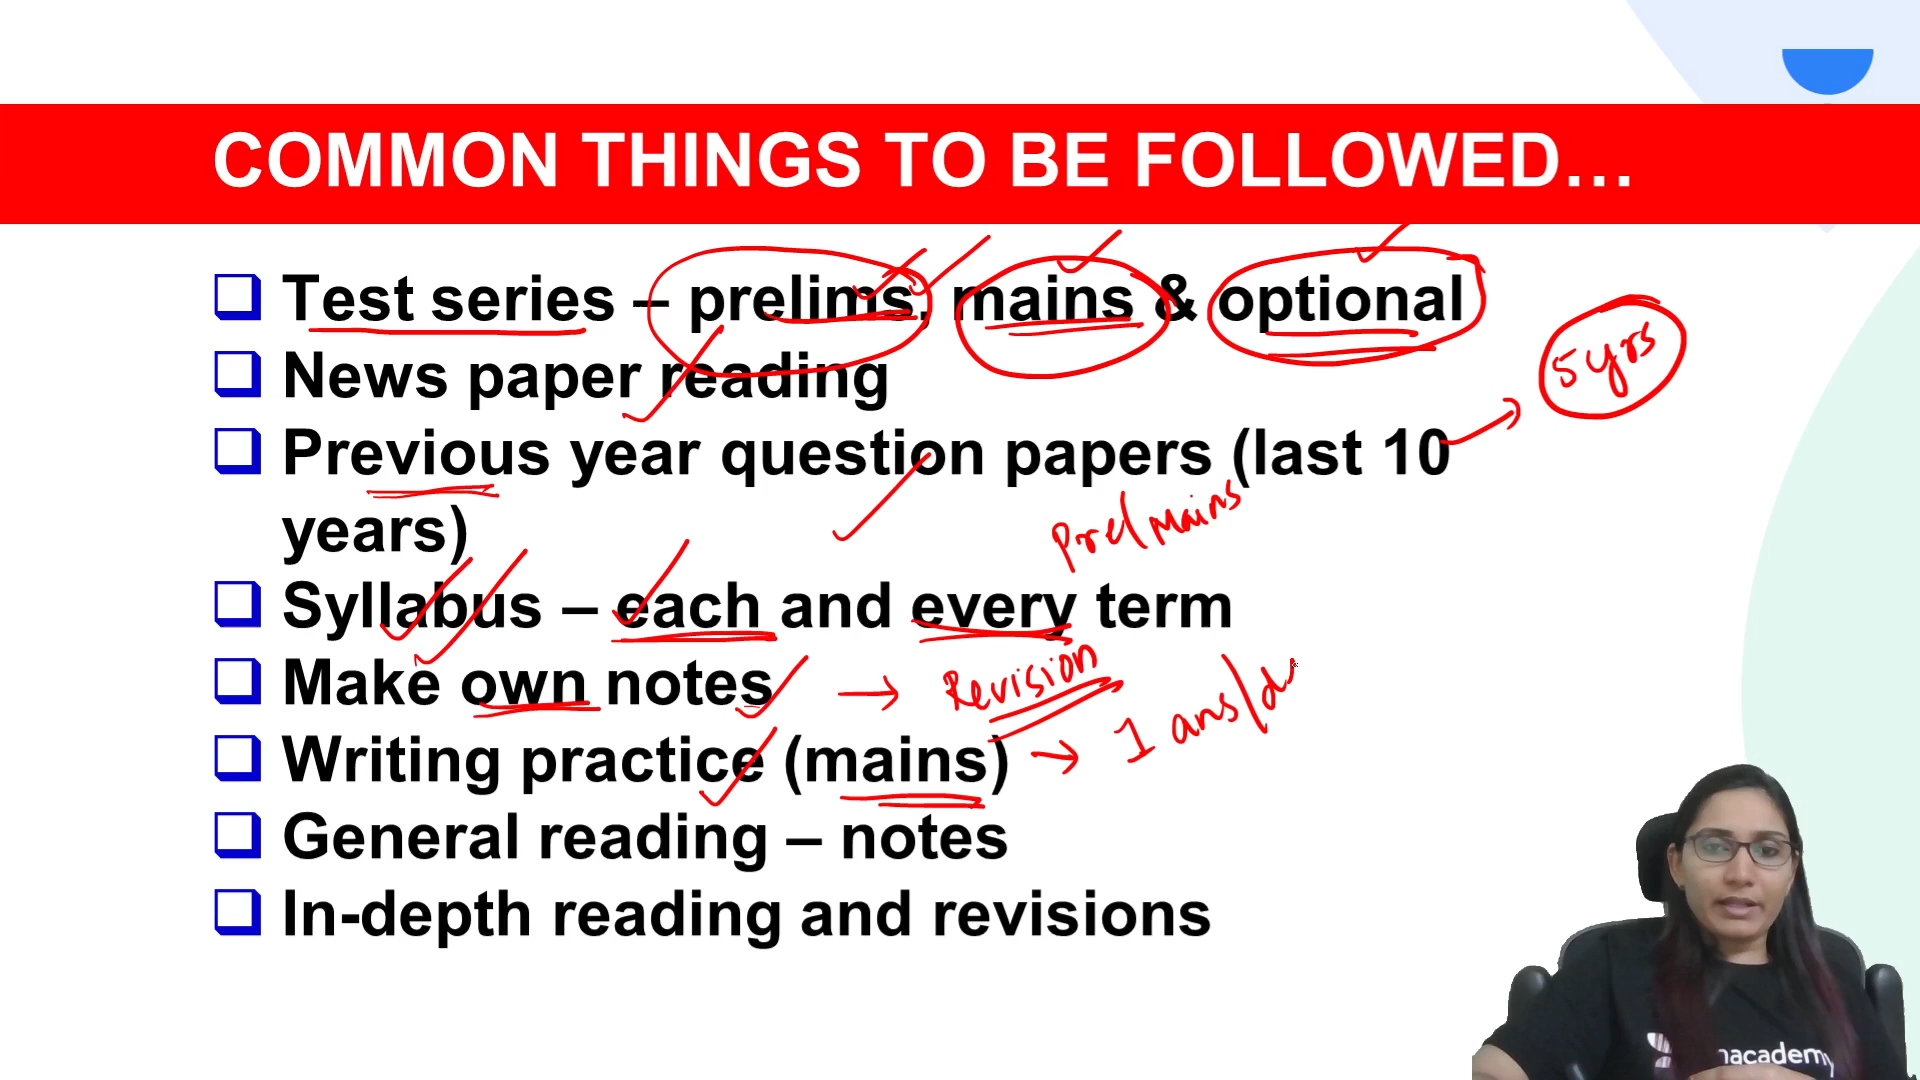 COMMON THINGS TO BE FOLLOWED...
Test series – prelims, mains & optional
News paper reading
5 yrs
Previous year question papers (last 10
years)
Pre/Mains
Syllabus – each and every term
Make own notes → Revision
Writing practice (mains) → 1 ans/d
General reading – notes
In-depth reading and revisions
nacademy